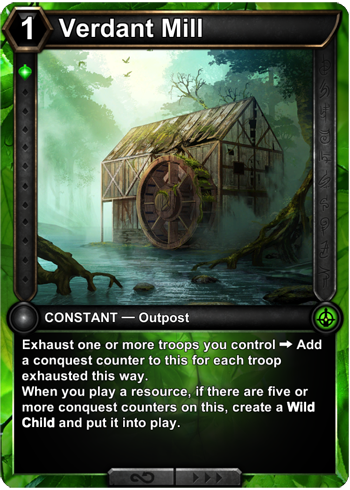 1 Verdant Mill
CONSTANT — Outpost
Exhaust one or more troops you control ➡ Add
a conquest counter to this for each troop
exhausted this way.
When you play a resource, if there are five or
more conquest counters on this, create a Wild
Child and put it into play.